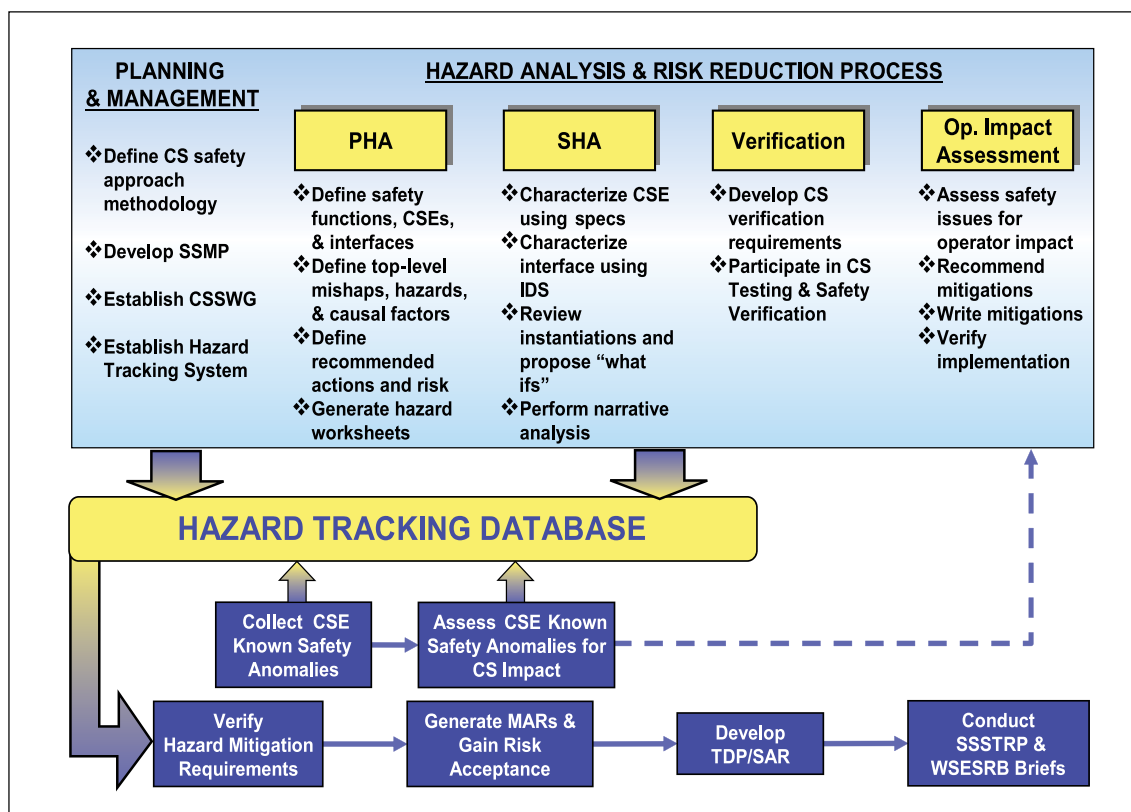 PLANNING
& MANAGEMENT
❖Define CS safety
approach
methodology
❖Develop SSMP
❖Establish CSSWG
❖Establish Hazard
Tracking System
HAZARD ANALYSIS & RISK REDUCTION PROCESS
PHA
❖Define safety
functions, CSEs,
& interfaces
❖Define top-level
mishaps, hazards,
& causal factors
❖Define
recommended
actions and risk
❖Generate hazard
worksheets
SHA
❖Characterize CSE
using specs
❖Characterize
interface using
IDS
❖Review
instantiations and
propose “what
ifs”
❖Perform narrative
analysis
Verification
❖Develop CS
verification
requirements
❖Participate in CS
Testing & Safety
Verification
Op. Impact
Assessment
❖Assess safety
issues for
operator impact
❖Recommend
mitigations
❖Write mitigations
❖Verify
implementation
HAZARD TRACKING DATABASE
Collect CSE
Known Safety
Anomalies
Assess CSE Known
Safety Anomalies for
CS Impact
Verify
Hazard Mitigation
Requirements
Generate MARs &
Gain Risk
Acceptance
Develop
TDP/SAR
Conduct
SSSTRP &
WSESRB Briefs